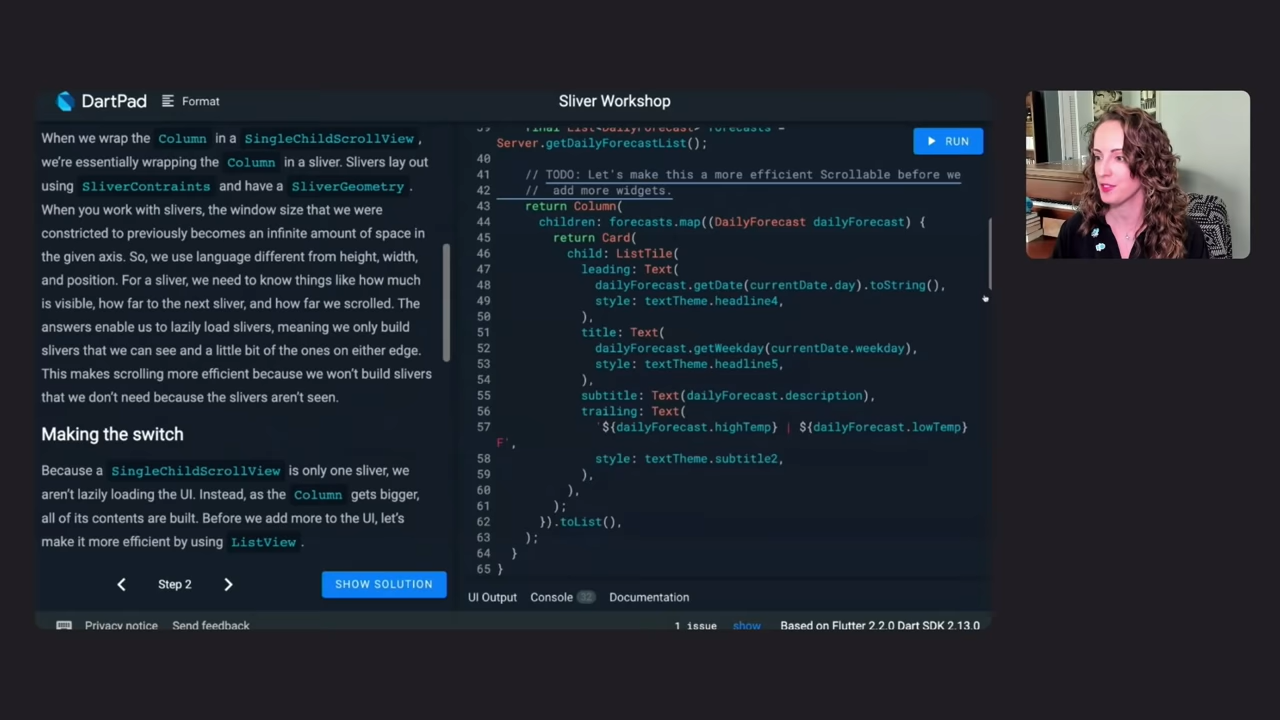 DartPad
Format
Sliver Workshop
When we wrap the Column in a SingleChildScrollView,
we're essentially wrapping the Column in a sliver. Slivers lay out
using SliverContraints and have a SliverGeometry.
When you work with slivers, the window size that we were
constricted to previously becomes an infinite amount of space in
the given axis. So, we use language different from height, width,
and position. For a sliver, we need to know things like how much
is visible, how far to the next sliver, and how far we scrolled. The
answers enable us to lazily load slivers, meaning we only build
slivers that we can see and a little bit of the ones on either edge.
This makes scrolling more efficient because we won't build slivers
that we don't need because the slivers aren't seen.
Making the switch
Because a SingleChildScrollView is only one sliver, we
aren't lazily loading the UI. Instead, as the Column gets bigger,
all of its contents are built. Before we add more to the UI, let's
make it more efficient by using ListView.
Step 2
SHOW SOLUTION
39 final List<DailyForecast> forecasts =
Server.getDailyForecastList();
RUN
40
41 // TODO: Let's make this a more efficient Scrollable before we
42 // add more widgets.
43 return Column(
44 children: forecasts.map((DailyForecast dailyForecast) {
45 return Card(
46 child: ListTile(
47 leading: Text(
48 dailyForecast.getDate(currentDate.day).toString(),
49 style: textTheme.headline4,
50 ),
51 title: Text(
52 dailyForecast.getWeekday(currentDate.weekday),
53 style: textTheme.headline5,
54 ),
55 subtitle: Text(dailyForecast.description),
56 trailing: Text(
57 '${dailyForecast.highTemp} | ${dailyForecast.lowTemp}
F',
58 style: textTheme.subtitle2,
59 ),
60 ),
61 );
62 }).toList(),
63 );
64 }
65 }
UI Output
Console 32
Documentation
Privacy notice
Send feedback
1 issue
show
Based on Flutter 2.2.0 Dart SDK 2.13.0